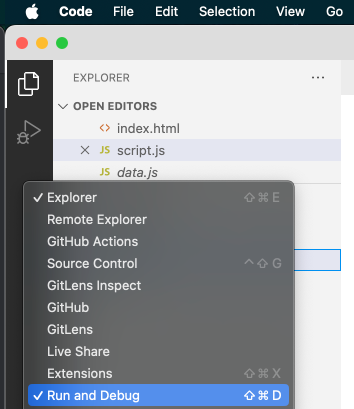 Code File Edit Selection View Go
EXPLORER ...
OPEN EDITORS
<> index.html
JS script.js
JS data.js
Explorer ⇧⌘E
Remote Explorer
GitHub Actions
Source Control ^⇧G
GitLens Inspect
GitHub
GitLens
Live Share
Extensions ⇧⌘X
Run and Debug ⇧⌘D